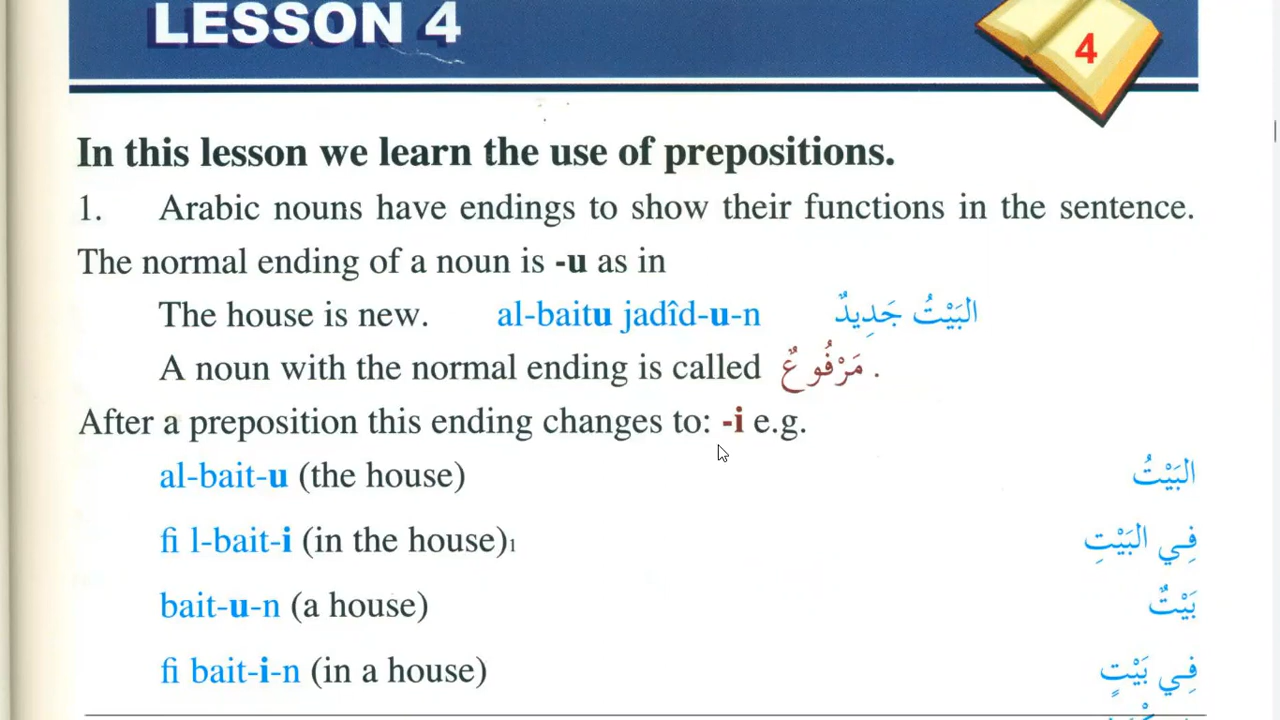 LESSON 4
4
In this lesson we learn the use of prepositions.
1. Arabic nouns have endings to show their functions in the sentence.
The normal ending of a noun is -u as in
The house is new. al-baitu jadîd-u-n البَيْتُ جَدِيدٌ
A noun with the normal ending is called مَرْفُوعٌ .
After a preposition this ending changes to: -i e.g.
al-bait-u (the house) البَيْتُ
fi l-bait-i (in the house)1 فِي البَيْتِ
bait-u-n (a house) بَيْتٌ
fi bait-i-n (in a house) فِي بَيْتٍ